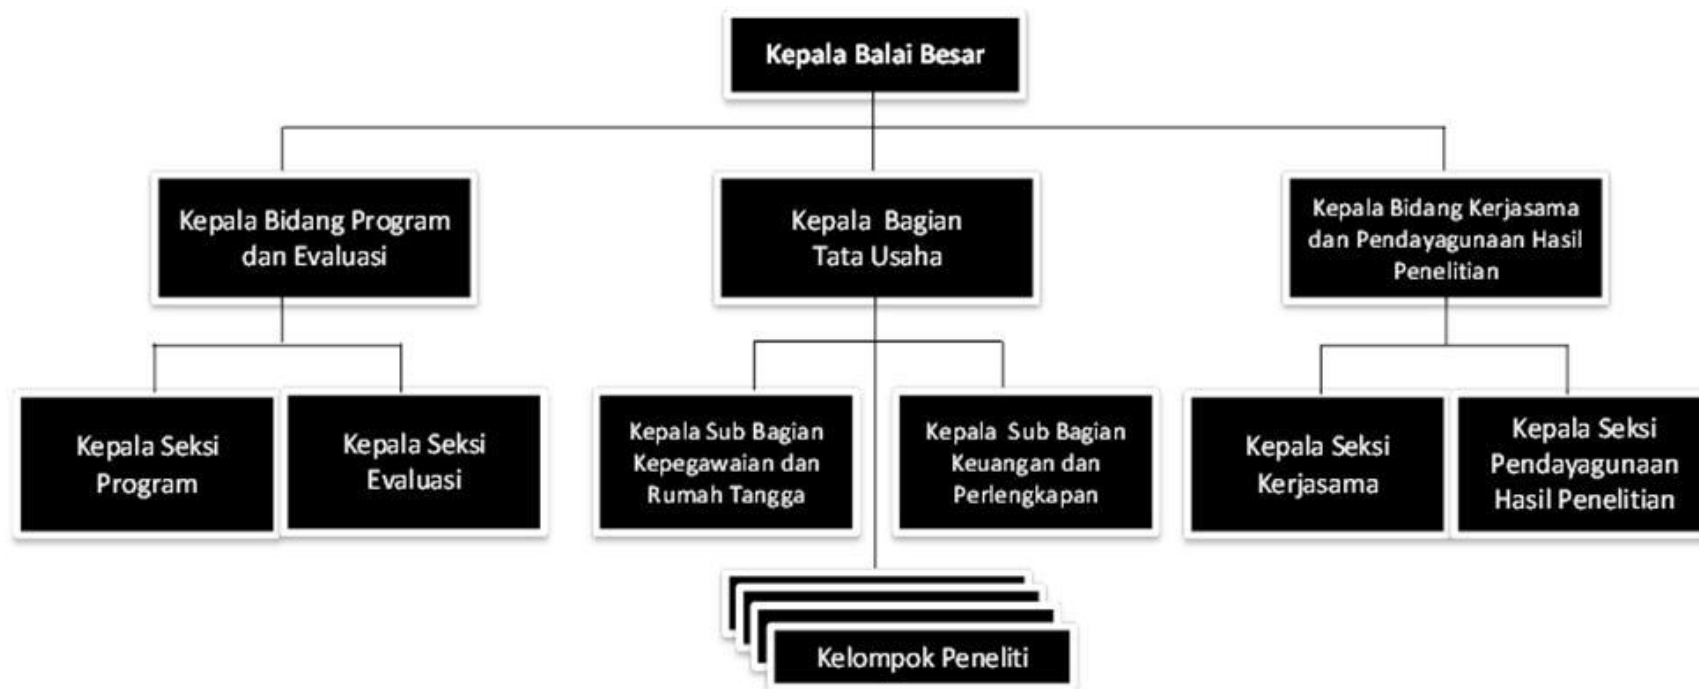 Kepala Balai Besar
Kepala Bidang Program
dan Evaluasi
Kepala Bagian
Tata Usaha
Kepala Bidang Kerjasama
dan Pendayagunaan Hasil
Penelitian
Kepala Seksi
Program
Kepala Seksi
Evaluasi
Kepala Sub Bagian
Kepegawaian dan
Rumah Tangga
Kepala Sub Bagian
Keuangan dan
Perlengkapan
Kepala Seksi
Kerjasama
Kepala Seksi
Pendayagunaan
Hasil Penelitian
Kelompok Peneliti